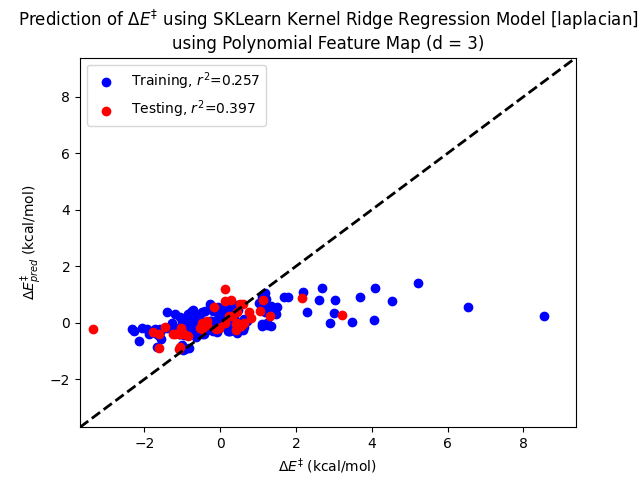 Prediction of ΔE‡ using SKLearn Kernel Ridge Regression Model [laplacian]
using Polynomial Feature Map (d = 3)
Training, r²=0.257
Testing, r²=0.397
8
6
4
2
0
−2
ΔE‡pred (kcal/mol)
−2 0 2 4 6 8
ΔE‡ (kcal/mol)